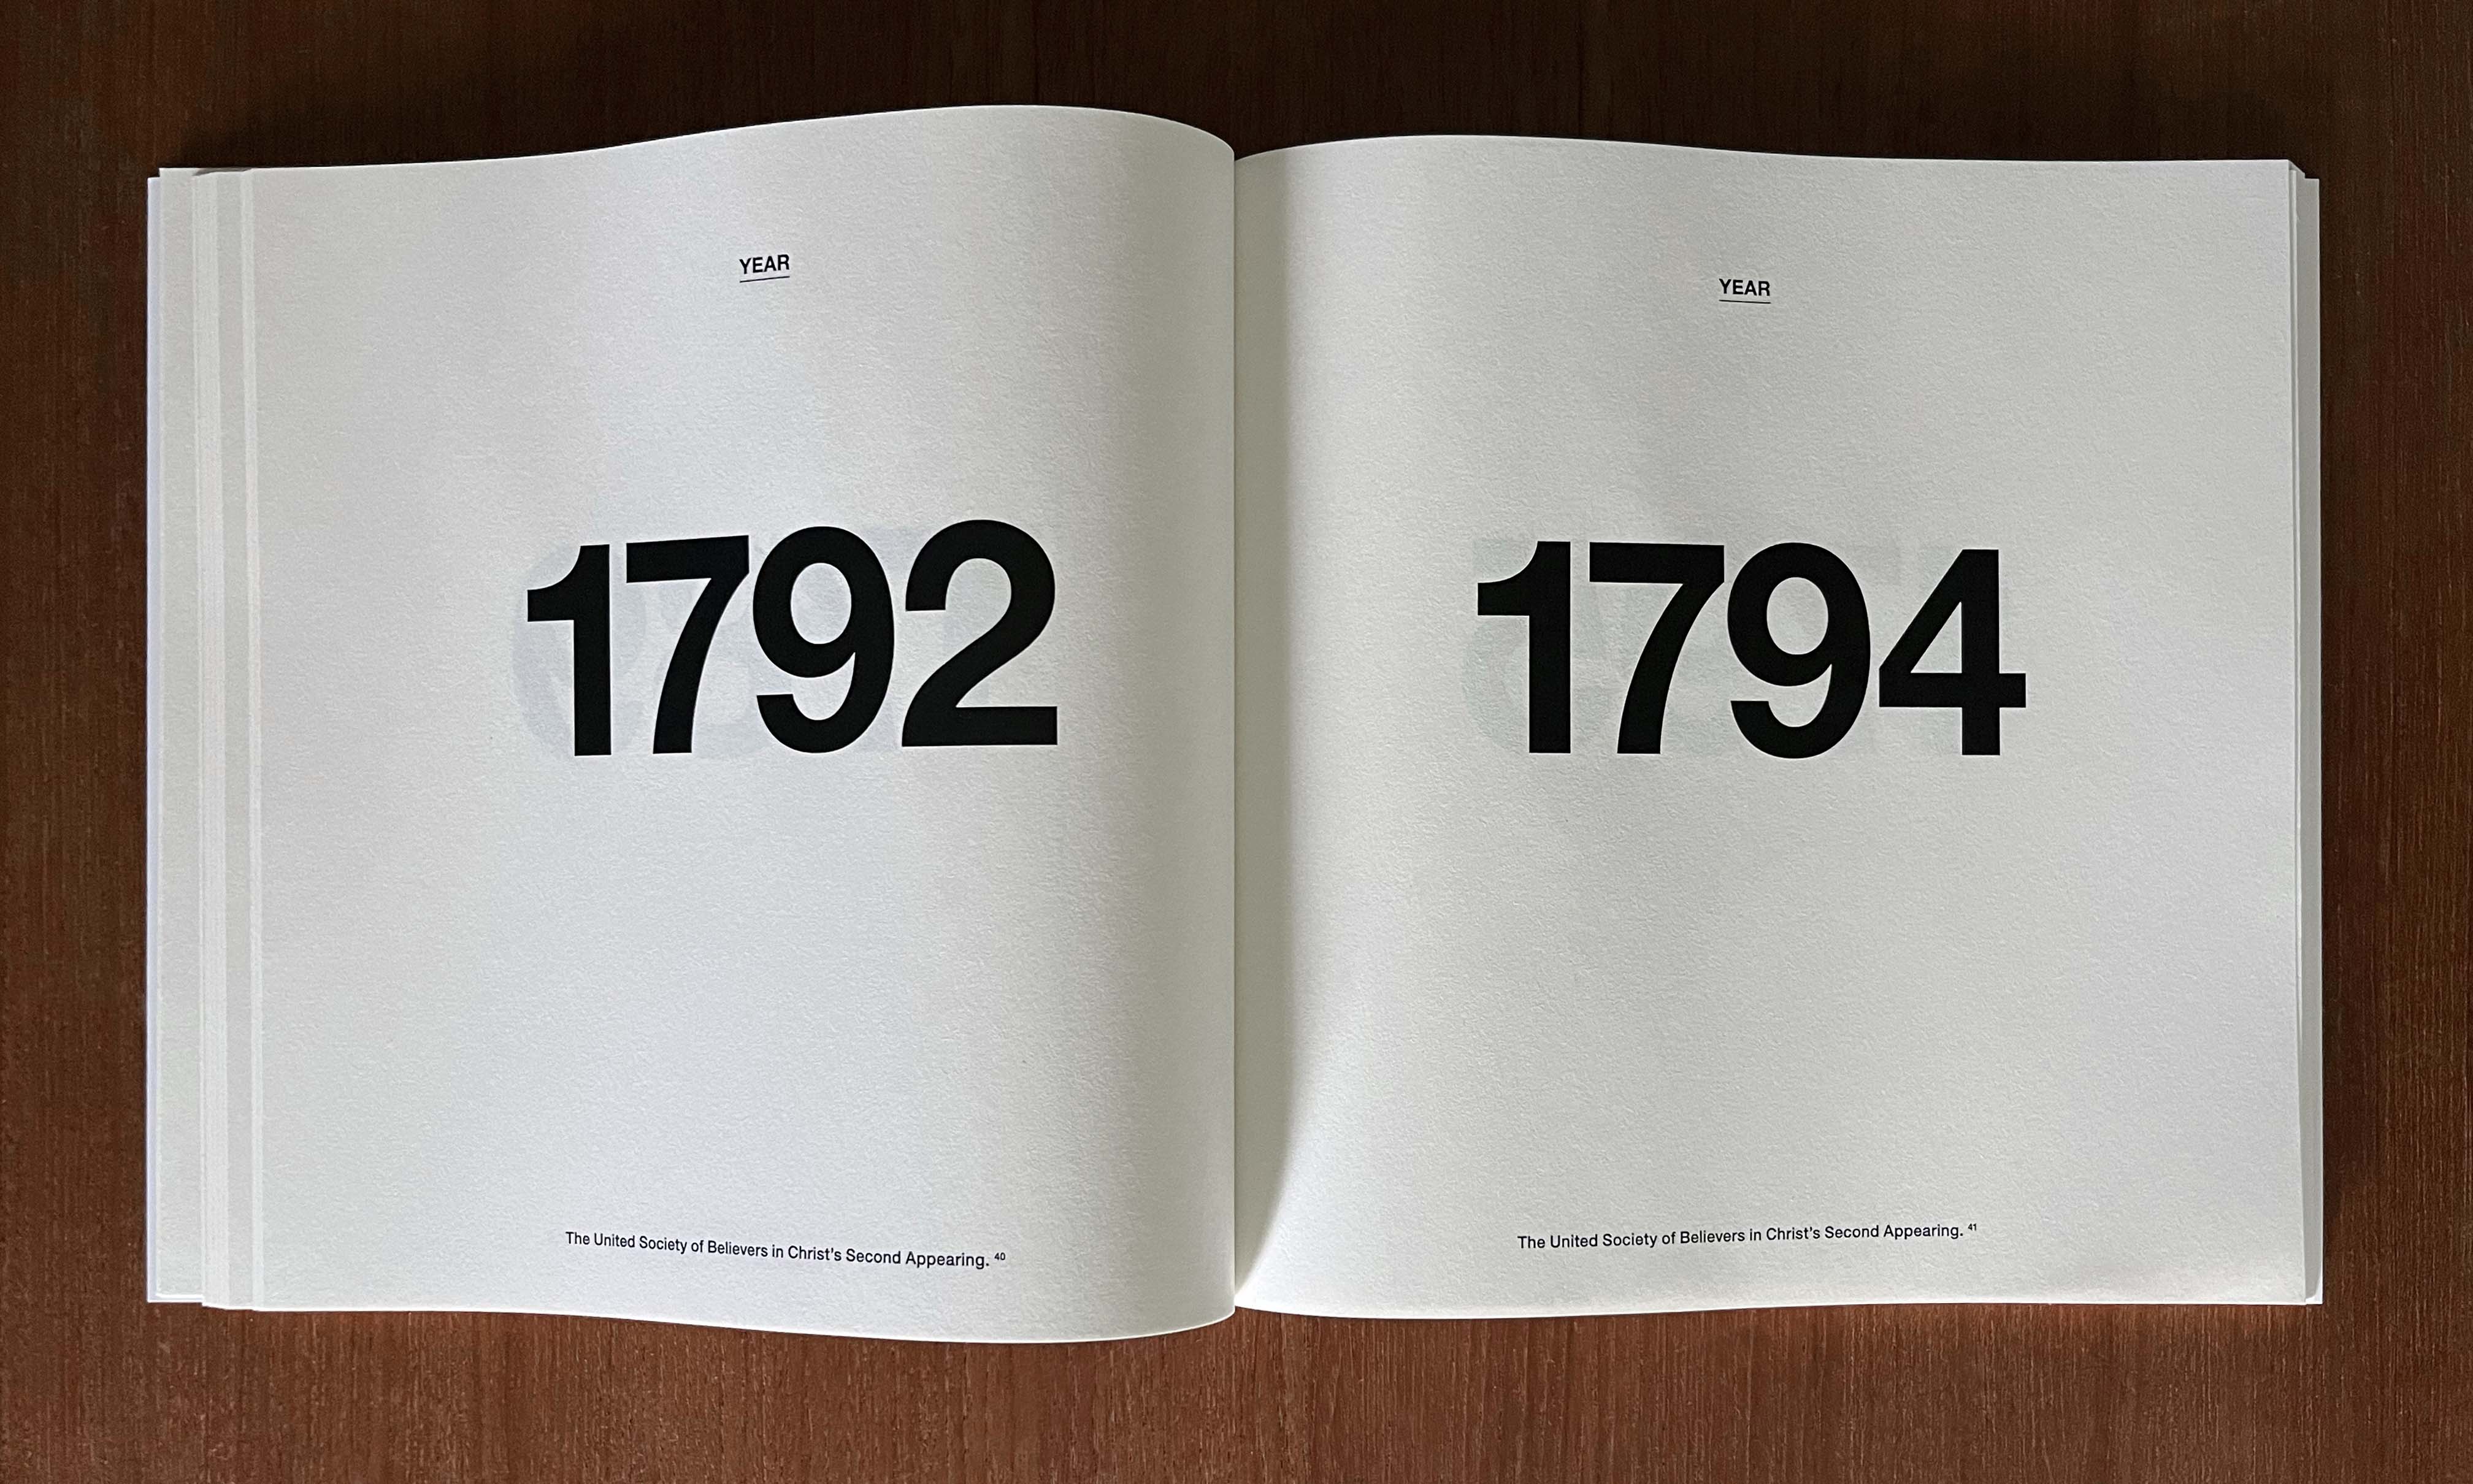 YEAR
1792
The United Society of Believers in Christ's Second Appearing. 40
YEAR
1794
The United Society of Believers in Christ's Second Appearing. 41